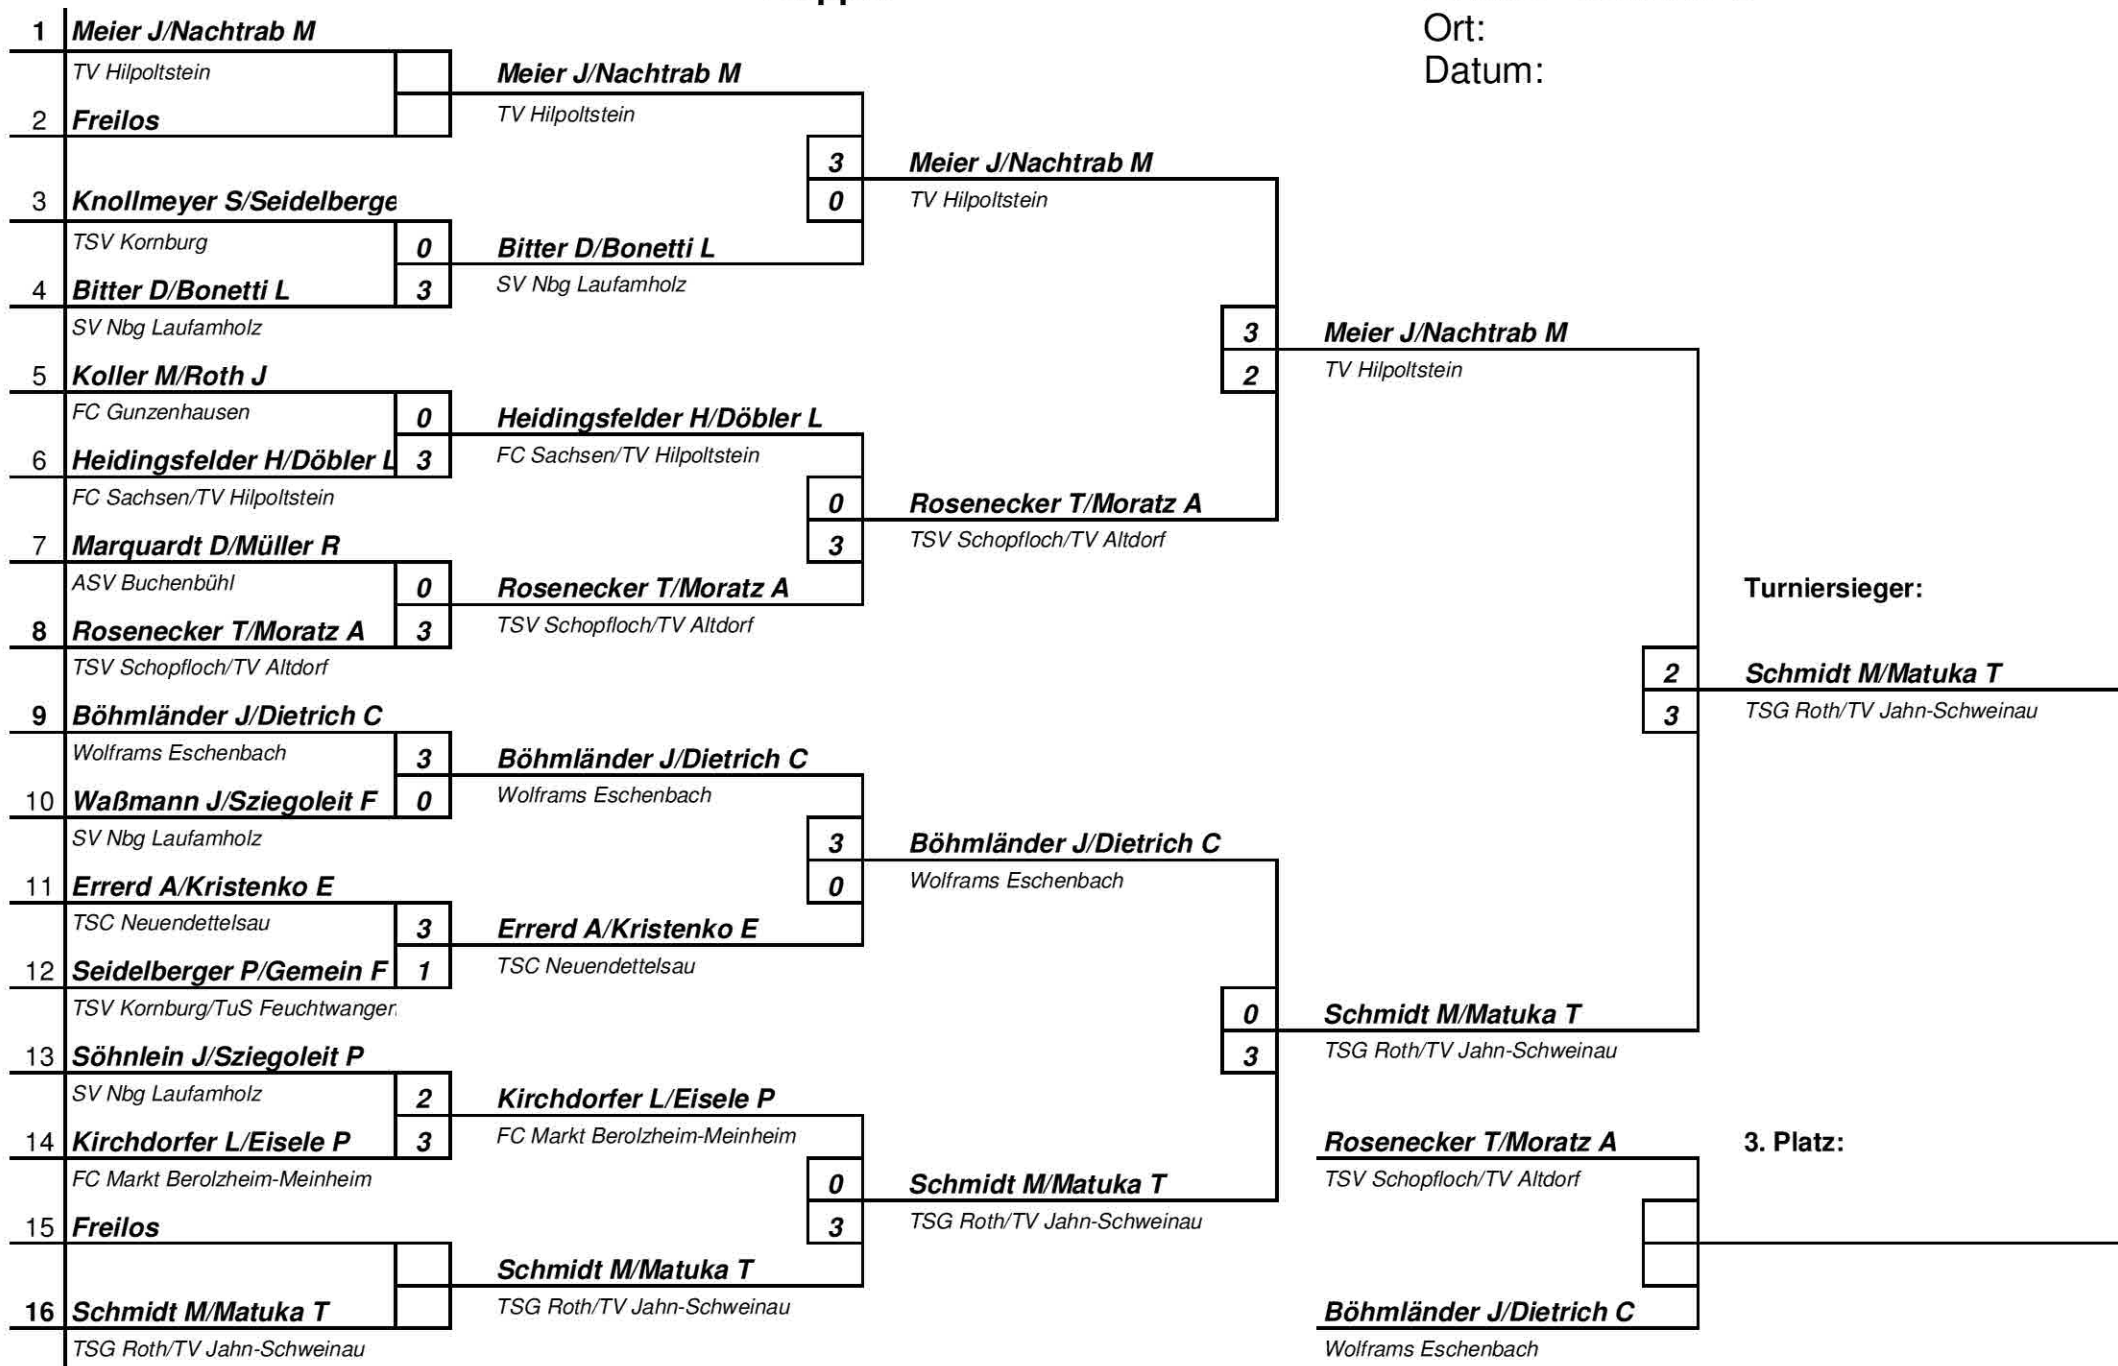 Ort:
Datum:
1 Meier J/Nachtrab M
TV Hilpoltstein
2 Freilos
3 Knollmeyer S/Seidelberge
TSV Kornburg
0
4 Bitter D/Bonetti L 3
SV Nbg Laufamholz
5 Koller M/Roth J
FC Gunzenhausen
0
6 Heidingsfelder H/Döbler L 3
FC Sachsen/TV Hilpoltstein
7 Marquardt D/Müller R
ASV Buchenbühl
0
8 Rosenecker T/Moratz A 3
TSV Schopfloch/TV Altdorf
9 Böhmländer J/Dietrich C
Wolframs Eschenbach
3
10 Waßmann J/Sziegoleit F 0
SV Nbg Laufamholz
11 Errerd A/Kristenko E
TSC Neuendettelsau
3
12 Seidelberger P/Gemein F 1
TSV Kornburg/TuS Feuchtwangen
13 Söhnlein J/Sziegoleit P
SV Nbg Laufamholz
2
14 Kirchdorfer L/Eisele P 3
FC Markt Berolzheim-Meinheim
15 Freilos
16 Schmidt M/Matuka T
TSG Roth/TV Jahn-Schweinau
Meier J/Nachtrab M
TV Hilpoltstein
3
0
Bitter D/Bonetti L
SV Nbg Laufamholz
Heidingsfelder H/Döbler L
FC Sachsen/TV Hilpoltstein
0
3
Rosenecker T/Moratz A
TSV Schopfloch/TV Altdorf
Böhmländer J/Dietrich C
Wolframs Eschenbach
3
0
Errerd A/Kristenko E
TSC Neuendettelsau
Kirchdorfer L/Eisele P
FC Markt Berolzheim-Meinheim
0
3
Schmidt M/Matuka T
TSG Roth/TV Jahn-Schweinau
Meier J/Nachtrab M
TV Hilpoltstein
3
2
Rosenecker T/Moratz A
TSV Schopfloch/TV Altdorf
Böhmländer J/Dietrich C
Wolframs Eschenbach
0
3
Schmidt M/Matuka T
TSG Roth/TV Jahn-Schweinau
Meier J/Nachtrab M
TV Hilpoltstein
2
3
Schmidt M/Matuka T
TSG Roth/TV Jahn-Schweinau
Turniersieger:
Schmidt M/Matuka T
TSG Roth/TV Jahn-Schweinau
Rosenecker T/Moratz A
TSV Schopfloch/TV Altdorf
3. Platz:
Böhmländer J/Dietrich C
Wolframs Eschenbach